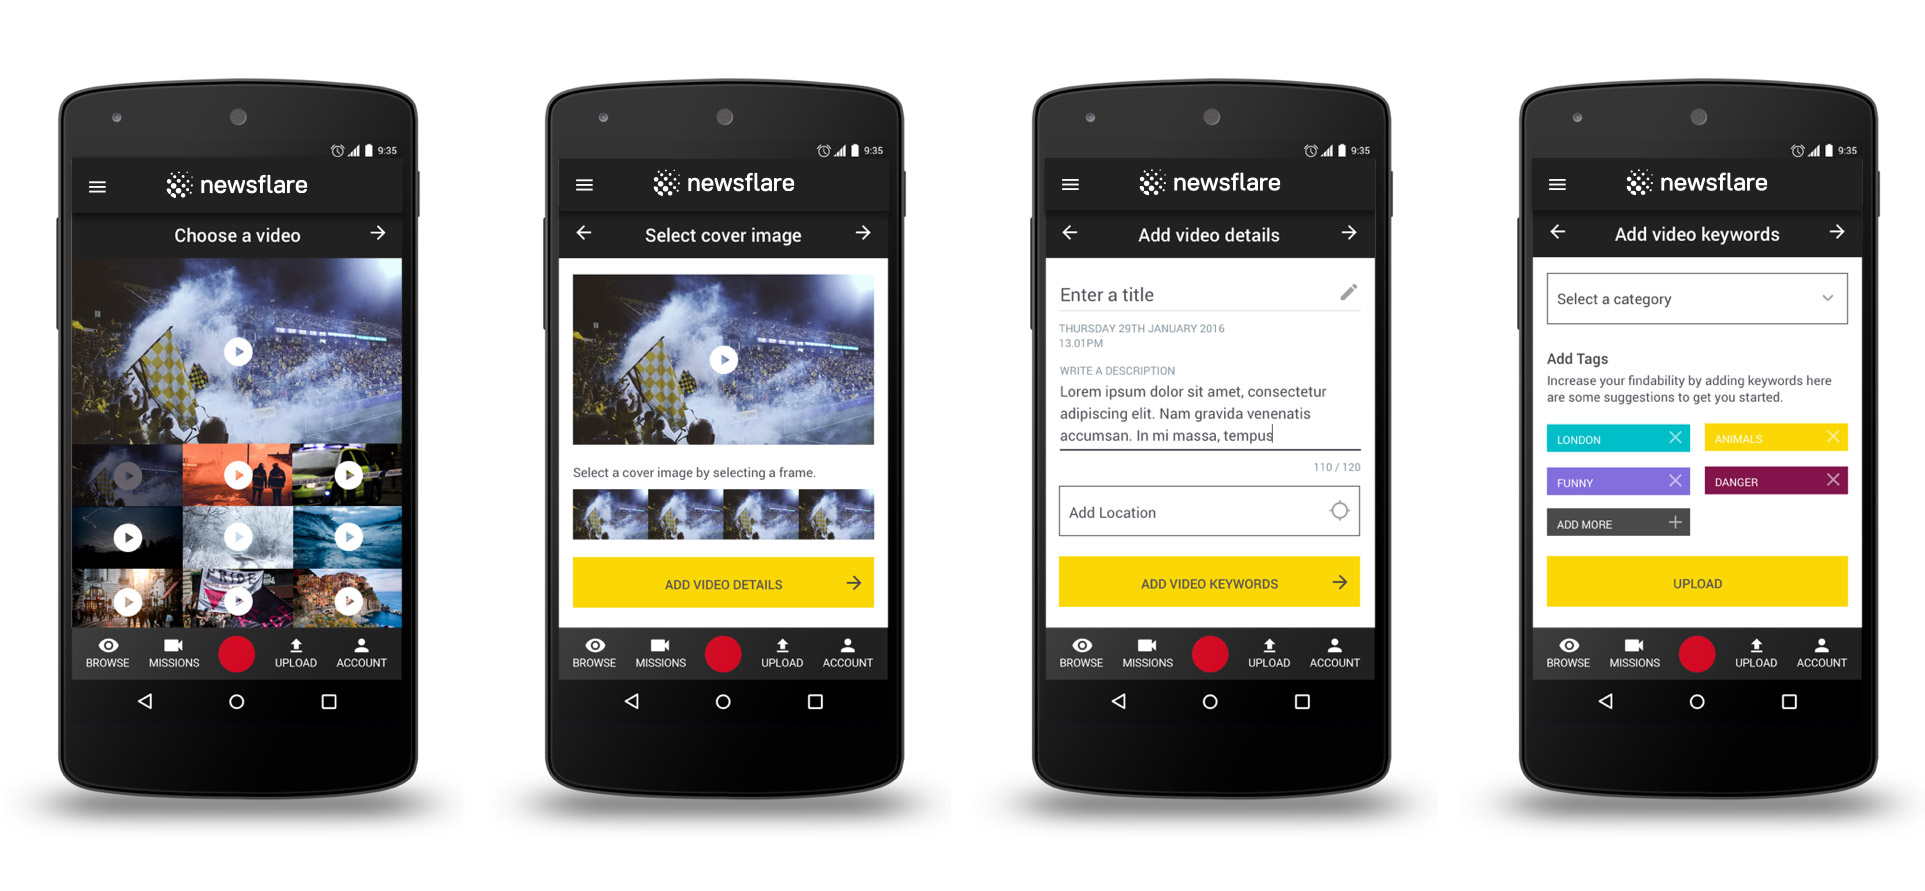 9:35
newsflare
Choose a video
PRIDE
BROWSE
MISSIONS
UPLOAD
ACCOUNT
9:35
newsflare
Select cover image
Select a cover image by selecting a frame.
ADD VIDEO DETAILS
BROWSE
MISSIONS
UPLOAD
ACCOUNT
9:35
newsflare
Add video details
Enter a title
THURSDAY 29TH JANUARY 2016
13.01PM
WRITE A DESCRIPTION
Lorem ipsum dolor sit amet, consectetur
adipiscing elit. Nam gravida venenatis
accumsan. In mi massa, tempus
110 / 120
Add Location
ADD VIDEO KEYWORDS
BROWSE
MISSIONS
UPLOAD
ACCOUNT
9:35
newsflare
Add video keywords
Select a category
Add Tags
Increase your findability by adding keywords here
are some suggestions to get you started.
LONDON
ANIMALS
FUNNY
DANGER
ADD MORE
UPLOAD
BROWSE
MISSIONS
UPLOAD
ACCOUNT